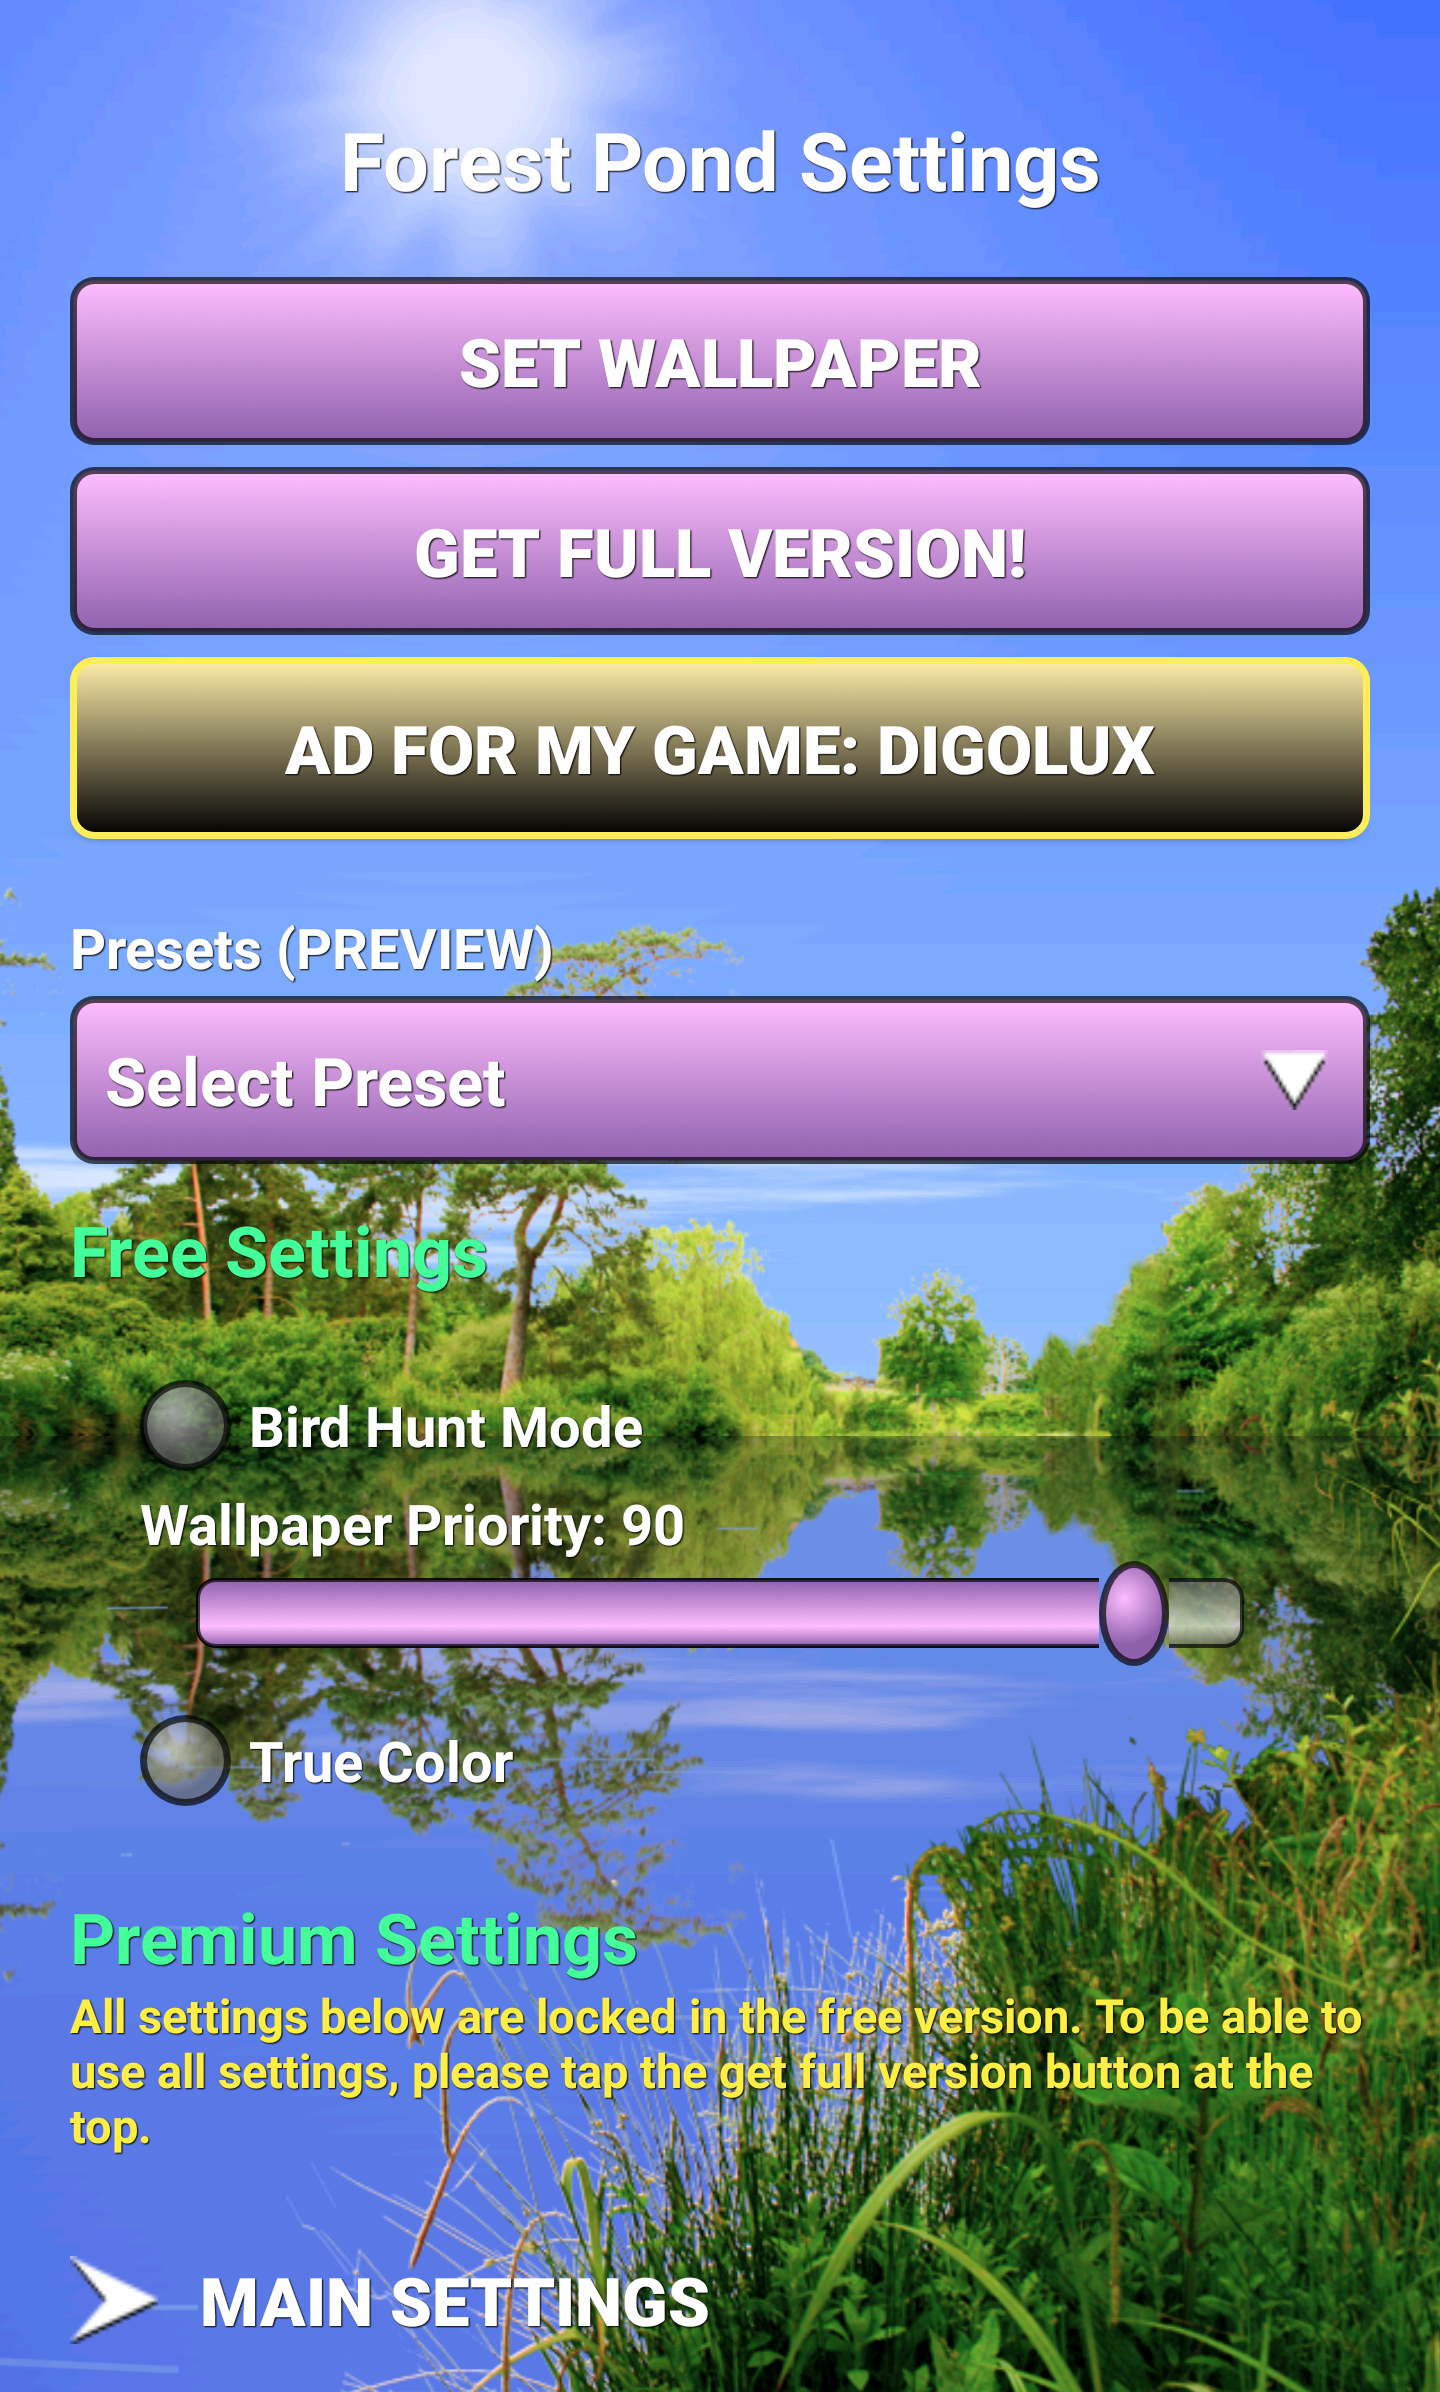 Forest Pond Settings
SET WALLPAPER
GET FULL VERSION!
AD FOR MY GAME: DIGOLUX
Presets (PREVIEW)
Select Preset
Free Settings
Bird Hunt Mode
Wallpaper Priority: 90
True Color
Premium Settings
All settings below are locked in the free version. To be able to
use all settings, please tap the get full version button at the
top.
MAIN SETTINGS